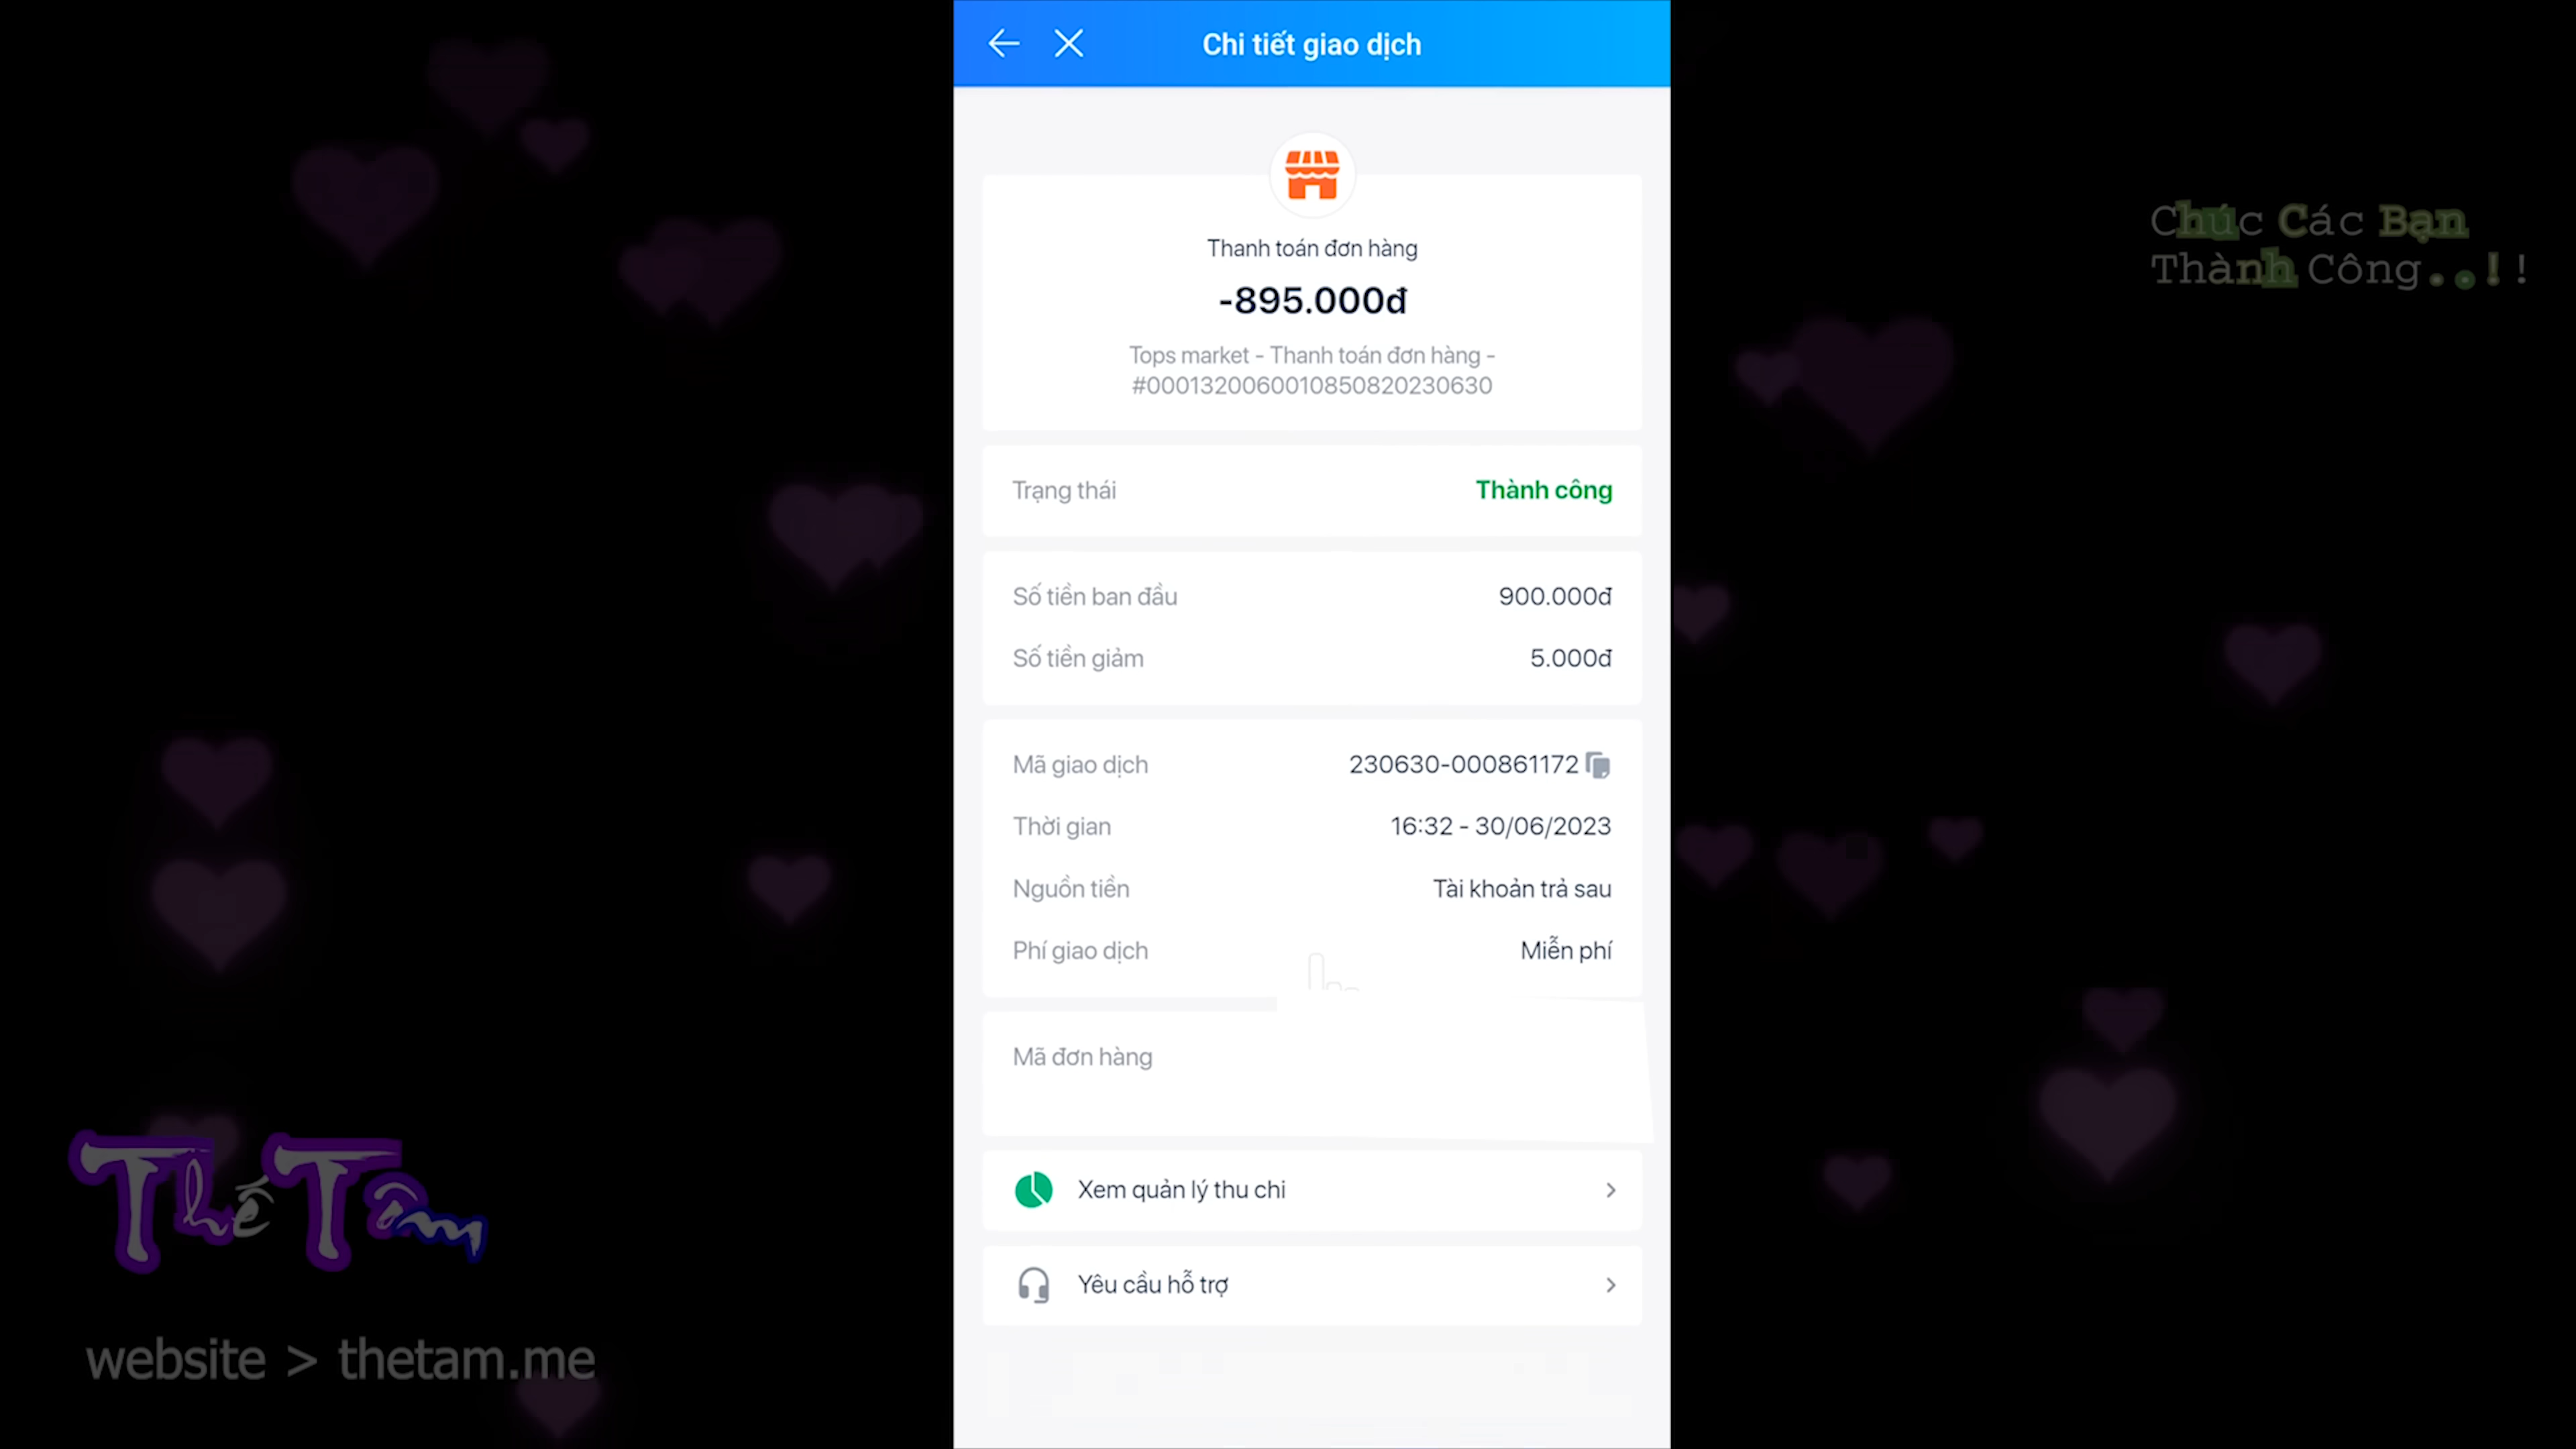 Chi tiết giao dịch
Thanh toán đơn hàng
-895.000đ
Tops market - Thanh toán đơn hàng -
#00013200600108508​20230630
Trạng thái
Thành công
Số tiền ban đầu
900.000đ
Số tiền giảm
5.000đ
Mã giao dịch
230630-000861172
Thời gian
16:32 - 30/06/2023
Nguồn tiền
Tài khoản trả sau
Phí giao dịch
Miễn phí
Mã đơn hàng
Xem quản lý thu chi
Yêu cầu hỗ trợ
Chúc Các Bạn
Thành Công..!!
Thế Tâm
website > thetam.me